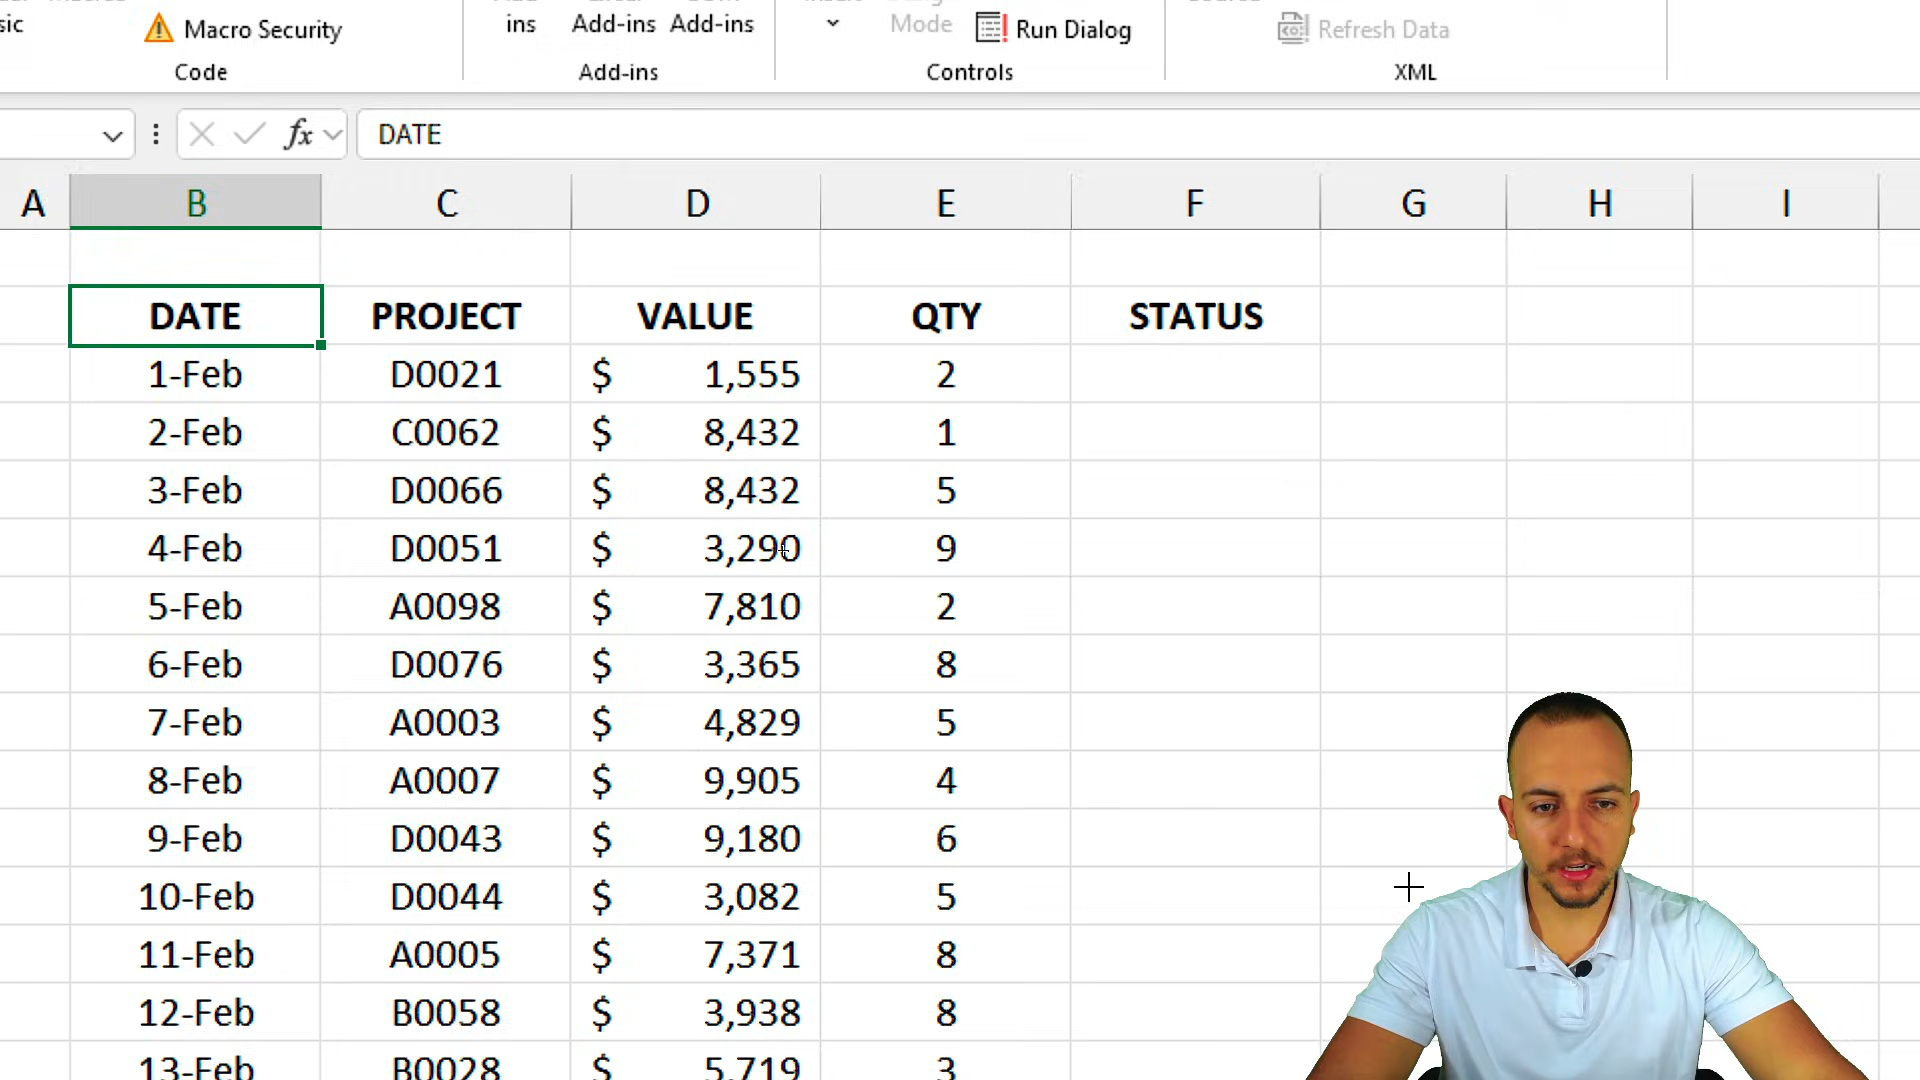 sic
Macro Security
ins
Add-ins
Add-ins
Mode
Run Dialog
Refresh Data
Code
Add-ins
Controls
XML
fx
DATE
A B C D E F G H I
DATE PROJECT VALUE QTY STATUS
1-Feb D0021 $ 1,555 2
2-Feb C0062 $ 8,432 1
3-Feb D0066 $ 8,432 5
4-Feb D0051 $ 3,290 9
5-Feb A0098 $ 7,810 2
6-Feb D0076 $ 3,365 8
7-Feb A0003 $ 4,829 5
8-Feb A0007 $ 9,905 4
9-Feb D0043 $ 9,180 6
10-Feb D0044 $ 3,082 5
11-Feb A0005 $ 7,371 8
12-Feb B0058 $ 3,938 8
13-Feb B0028 $ 5,719 3